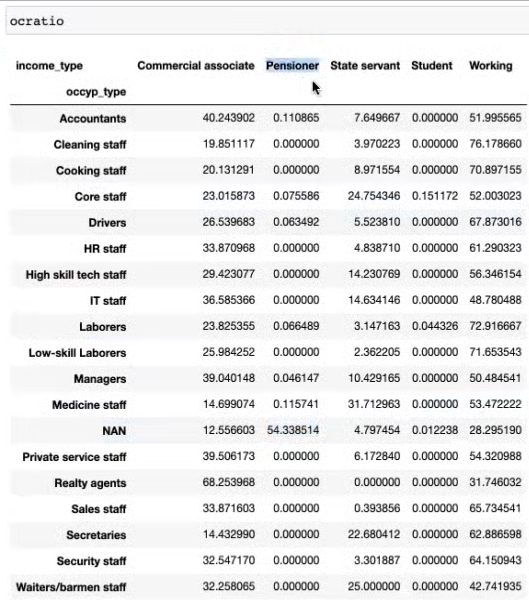 ocratio
income_type Commercial associate Pensioner State servant Student Working
occyp_type
Accountants 40.243902 0.110865 7.649667 0.000000 51.995565
Cleaning staff 19.851117 0.000000 3.970223 0.000000 76.178660
Cooking staff 20.131291 0.000000 8.971554 0.000000 70.897155
Core staff 23.015873 0.075586 24.754346 0.151172 52.003023
Drivers 26.539683 0.063492 5.523810 0.000000 67.873016
HR staff 33.870968 0.000000 4.838710 0.000000 61.290323
High skill tech staff 29.423077 0.000000 14.230769 0.000000 56.346154
IT staff 36.585366 0.000000 14.634146 0.000000 48.780488
Laborers 23.825355 0.066489 3.147163 0.044326 72.916667
Low-skill Laborers 25.984252 0.000000 2.362205 0.000000 71.653543
Managers 39.040148 0.046147 10.429165 0.000000 50.484541
Medicine staff 14.699074 0.115741 31.712963 0.000000 53.472222
NAN 12.556603 54.338514 4.797454 0.012238 28.295190
Private service staff 39.506173 0.000000 6.172840 0.000000 54.320988
Realty agents 68.253968 0.000000 0.000000 0.000000 31.746032
Sales staff 33.871603 0.000000 0.393856 0.000000 65.734541
Secretaries 14.432990 0.000000 22.680412 0.000000 62.886598
Security staff 32.547170 0.000000 3.301887 0.000000 64.150943
Waiters/barmen staff 32.258065 0.000000 25.000000 0.000000 42.741935